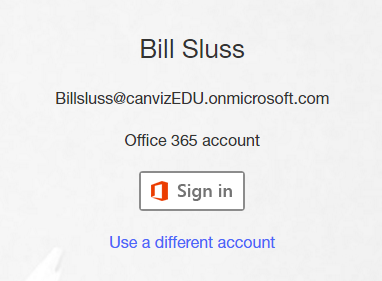 Bill Sluss
Billsluss@canvizEDU.onmicrosoft.com
Office 365 account
Sign in
Use a different account